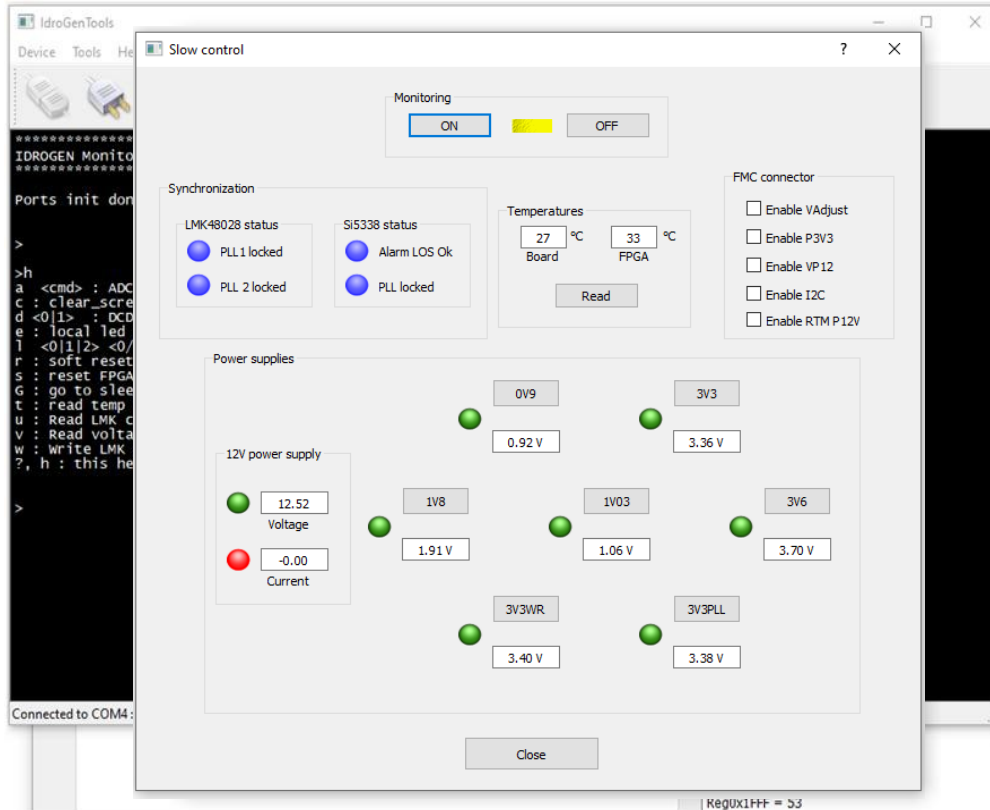 IdroGenTools
Device Tools He
Slow control
?
Monitoring
ON
OFF
***************
IDROGEN Monito
***************
Ports init don
>
>h
a <cmd> : ADC
c : clear_scre
d <0|1> : DCD
e : local led
l <0|1|2> <0/
r : soft reset
s : reset FPGA
G : go to slee
t : read temp
u : Read LMK c
v : Read volta
w : Write LMK
?, h : this he
>
Connected to COM4 :
Synchronization
LMK48028 status
PLL1 locked
PLL 2 locked
Si5338 status
Alarm LOS Ok
PLL locked
Temperatures
27 °C
Board
33 °C
FPGA
Read
FMC connector
Enable VAdjust
Enable P3V3
Enable VP12
Enable I2C
Enable RTM P12V
Power supplies
12V power supply
12.52
Voltage
-0.00
Current
0V9
0.92 V
3V3
3.36 V
1V8
1.91 V
1V03
1.06 V
3V6
3.70 V
3V3WR
3.40 V
3V3PLL
3.38 V
Close
Reg0x1FFF = 53